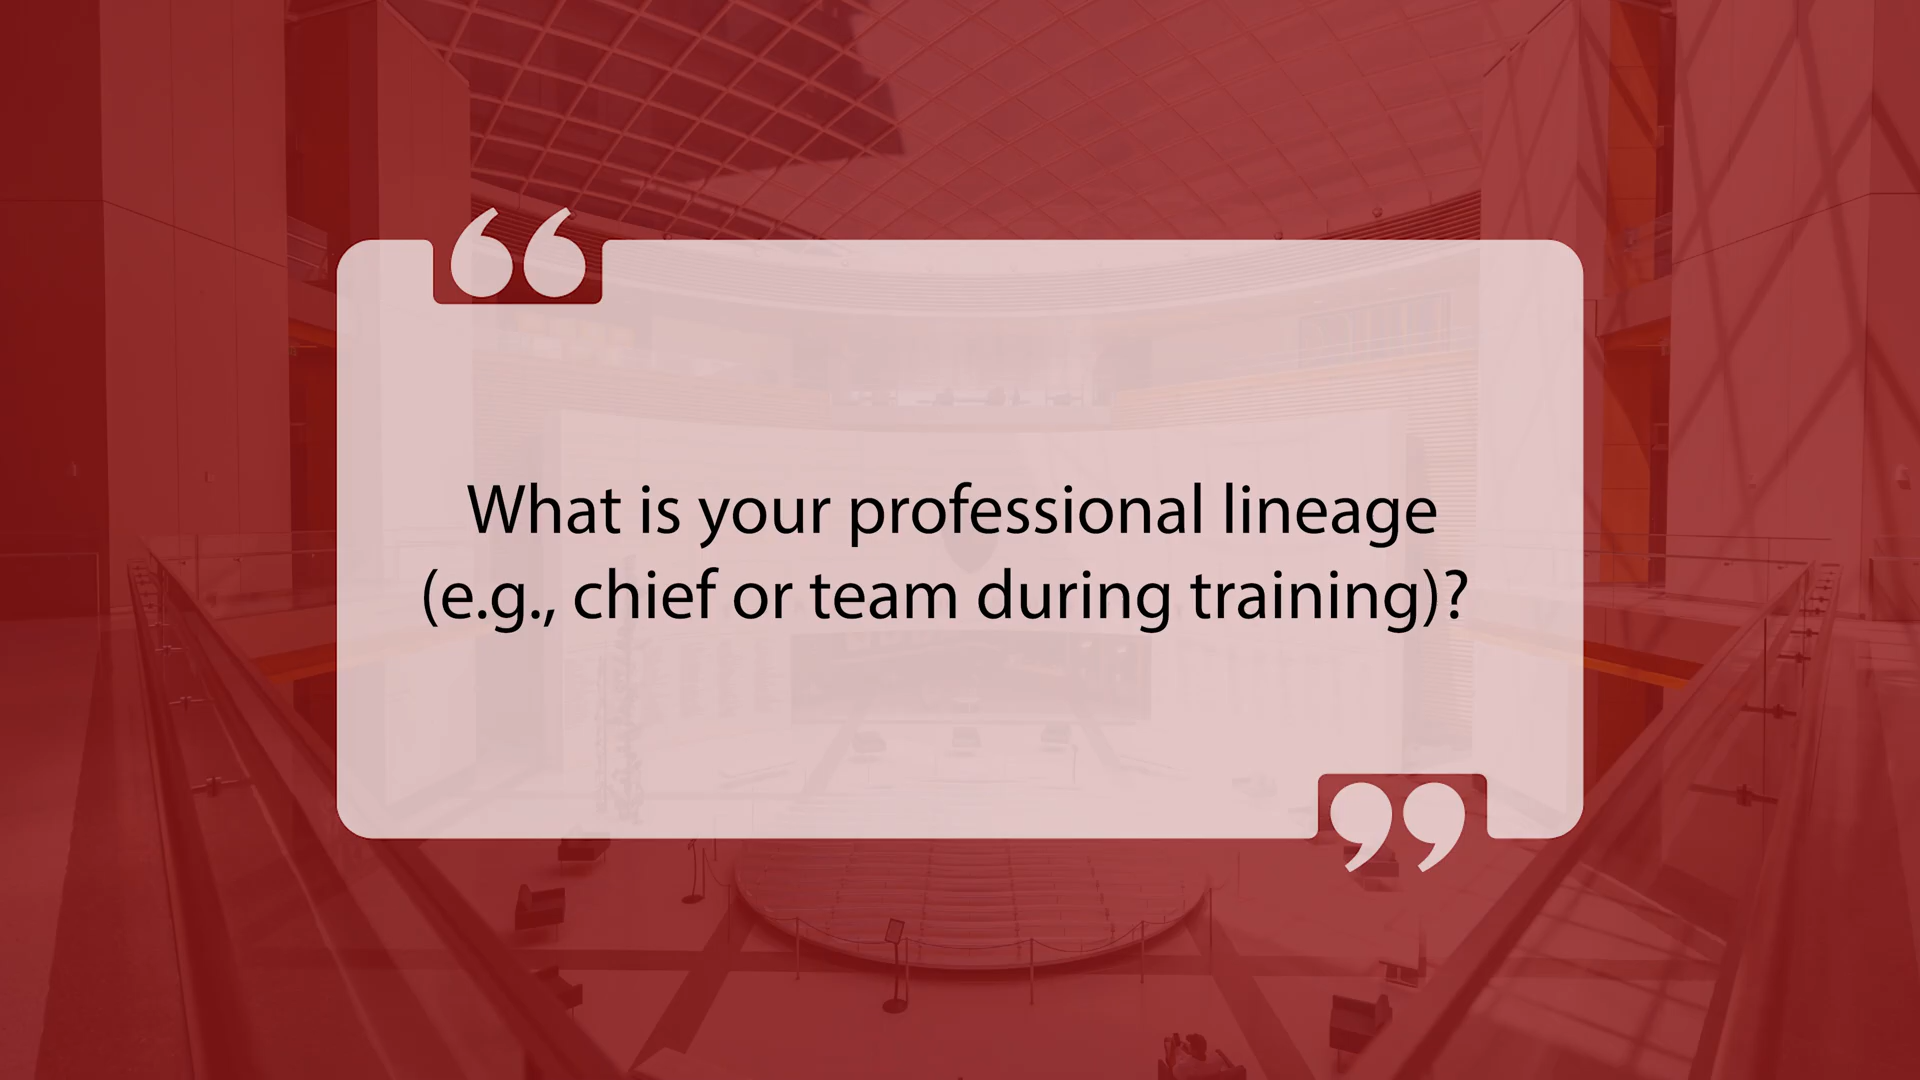 What is your professional lineage
(e.g., chief or team during training)?